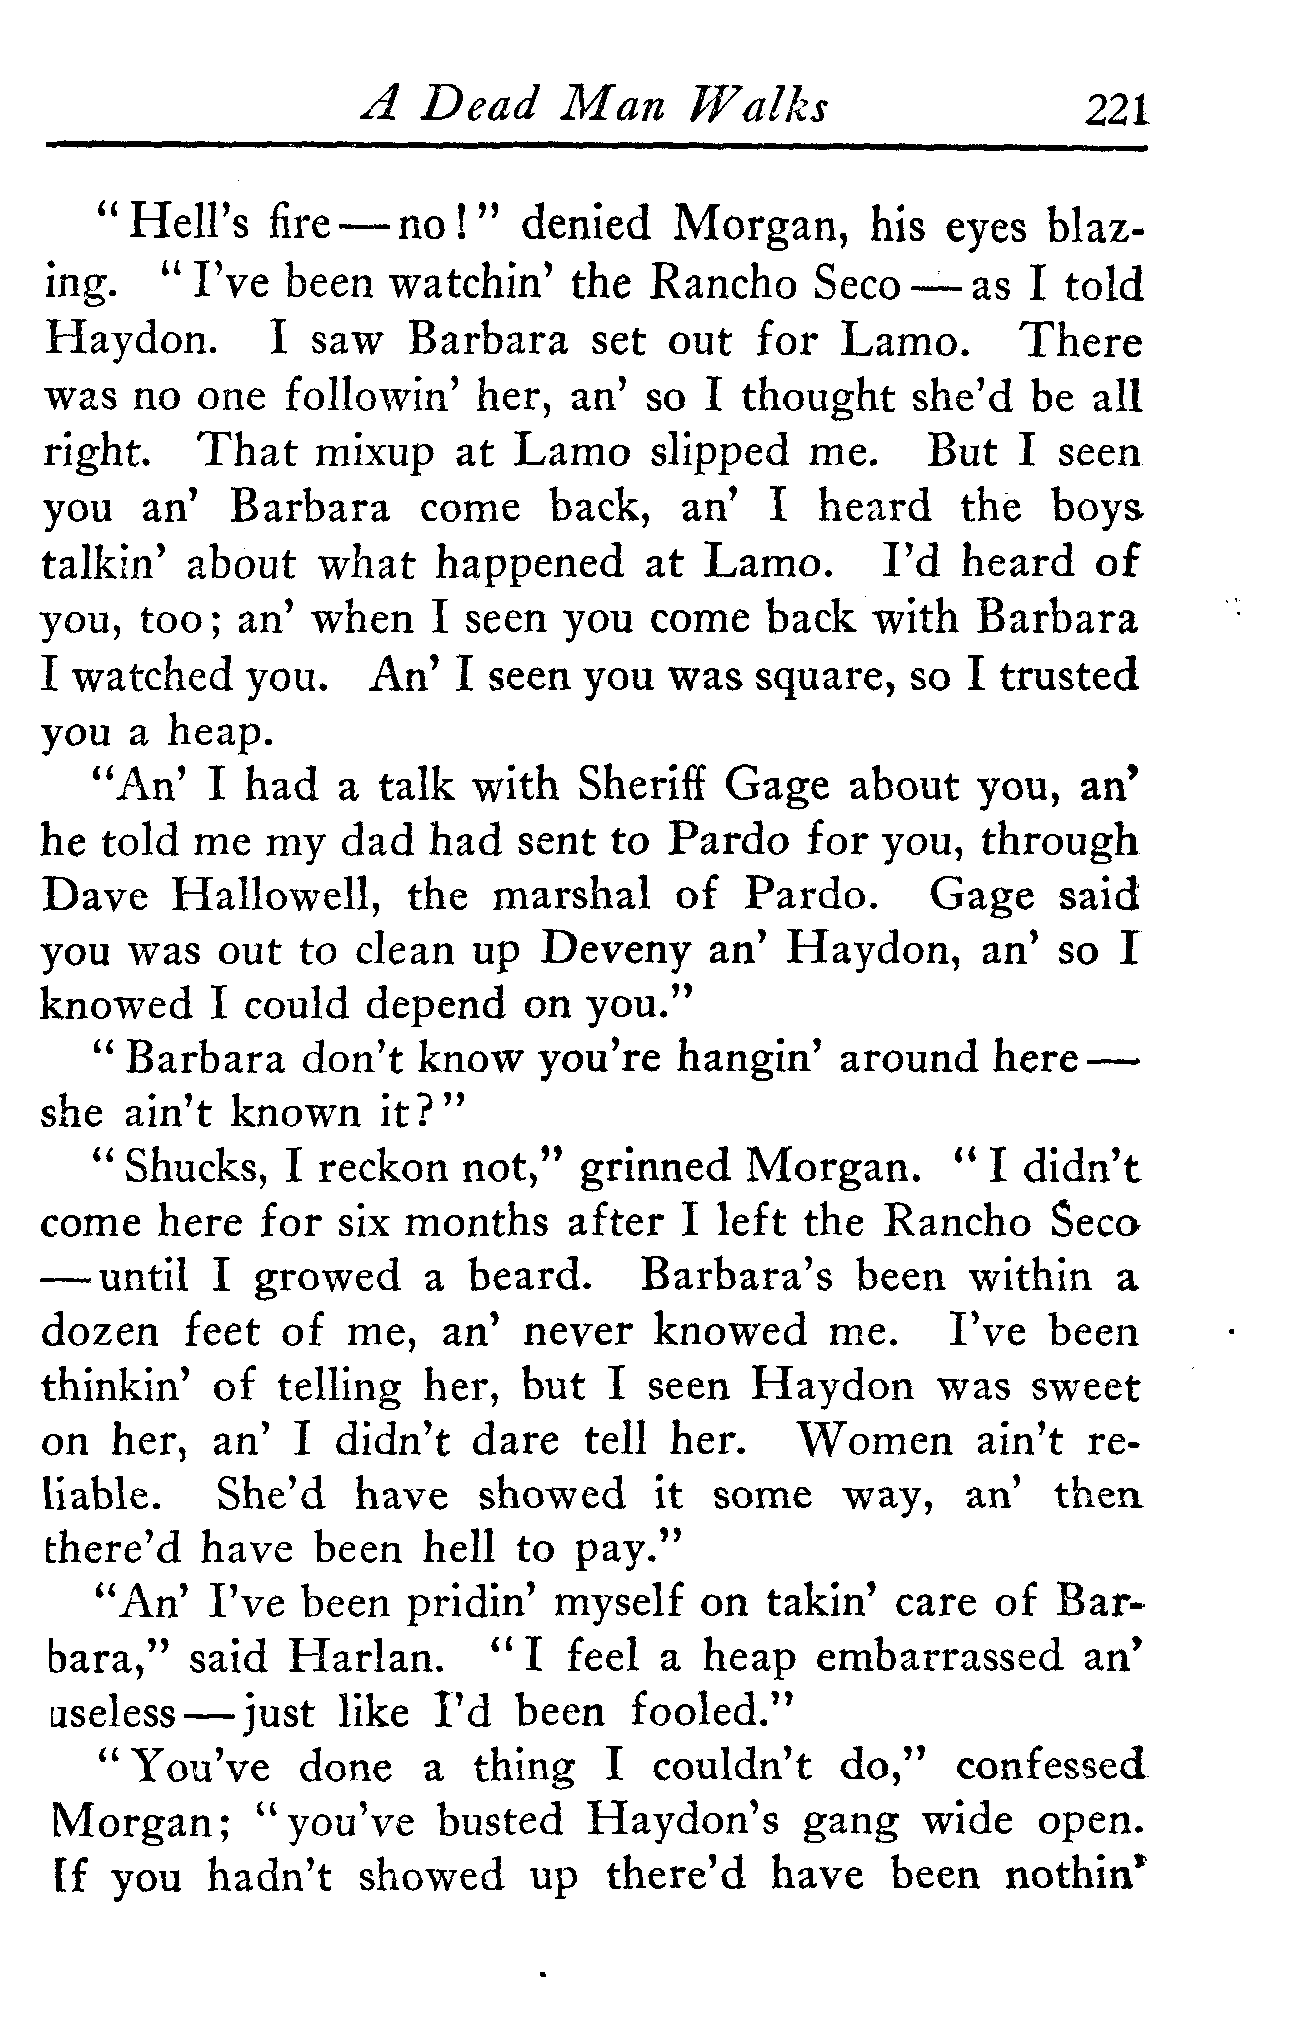 A Dead Man Walks 221
"Hell's fire—no!" denied Morgan, his eyes blaz-
ing. "I've been watchin' the Rancho Seco—as I told
Haydon. I saw Barbara set out for Lamo. There
was no one followin' her, an' so I thought she'd be all
right. That mixup at Lamo slipped me. But I seen
you an' Barbara come back, an' I heard the boys
talkin' about what happened at Lamo. I'd heard of
you, too; an' when I seen you come back with Barbara
I watched you. An' I seen you was square, so I trusted
you a heap.
"An' I had a talk with Sheriff Gage about you, an'
he told me my dad had sent to Pardo for you, through
Dave Hallowell, the marshal of Pardo. Gage said
you was out to clean up Deveny an' Haydon, an' so I
knowed I could depend on you."
"Barbara don't know you're hangin' around here—
she ain't known it?"
"Shucks, I reckon not," grinned Morgan. "I didn't
come here for six months after I left the Rancho Seco
—until I growed a beard. Barbara's been within a
dozen feet of me, an' never knowed me. I've been
thinkin' of telling her, but I seen Haydon was sweet
on her, an' I didn't dare tell her. Women ain't re-
liable. She'd have showed it some way, an' then
there'd have been hell to pay."
"An' I've been pridin' myself on takin' care of Bar-
bara," said Harlan. "I feel a heap embarrassed an'
useless—just like I'd been fooled."
"You've done a thing I couldn't do," confessed
Morgan; "you've busted Haydon's gang wide open.
If you hadn't showed up there'd have been nothin'